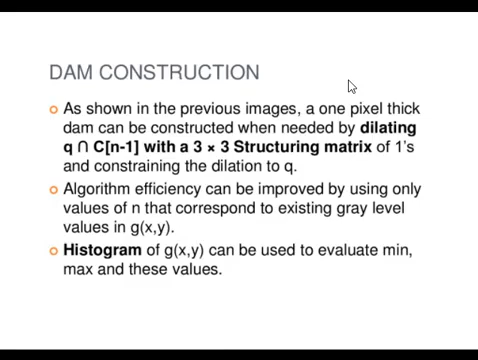 DAM CONSTRUCTION
As shown in the previous images, a one pixel thick
dam can be constructed when needed by dilating
q ∩ C[n-1] with a 3 × 3 Structuring matrix of 1's
and constraining the dilation to q.
Algorithm efficiency can be improved by using only
values of n that correspond to existing gray level
values in g(x,y).
Histogram of g(x,y) can be used to evaluate min,
max and these values.